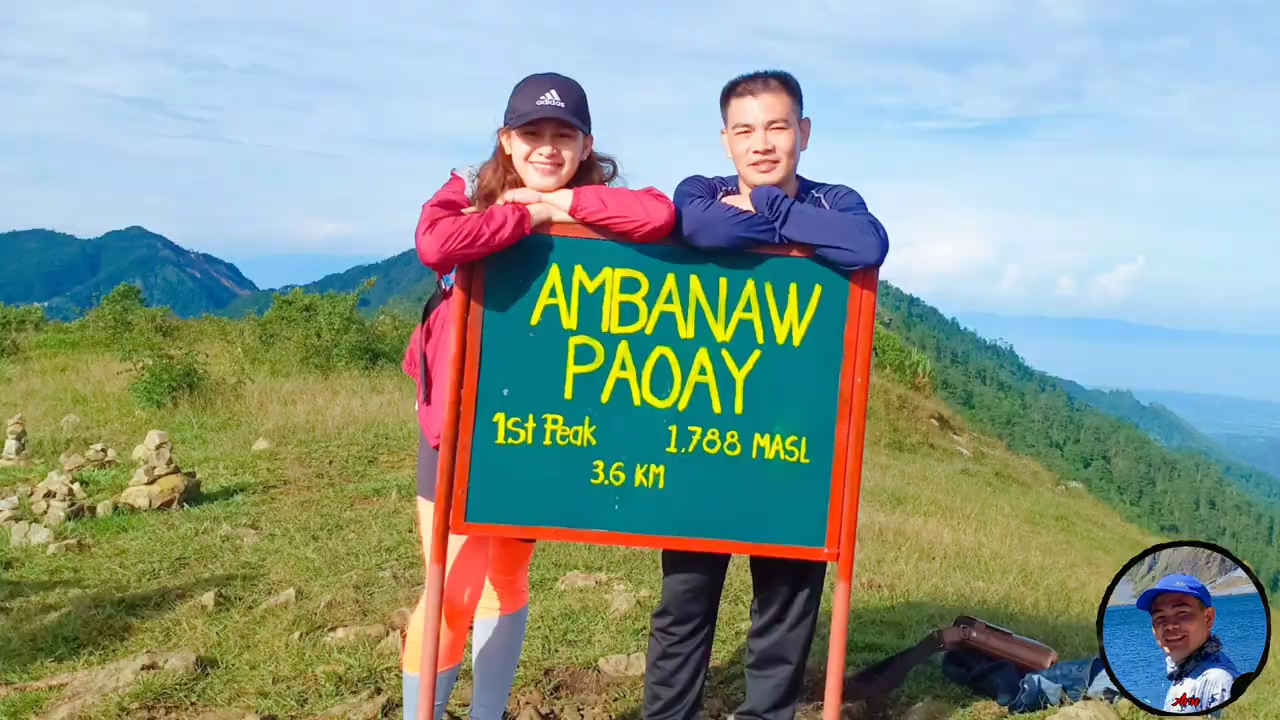 adidas
AMBANAW
PAOAY
1st Peak 1.788 MASL
3.6 KM